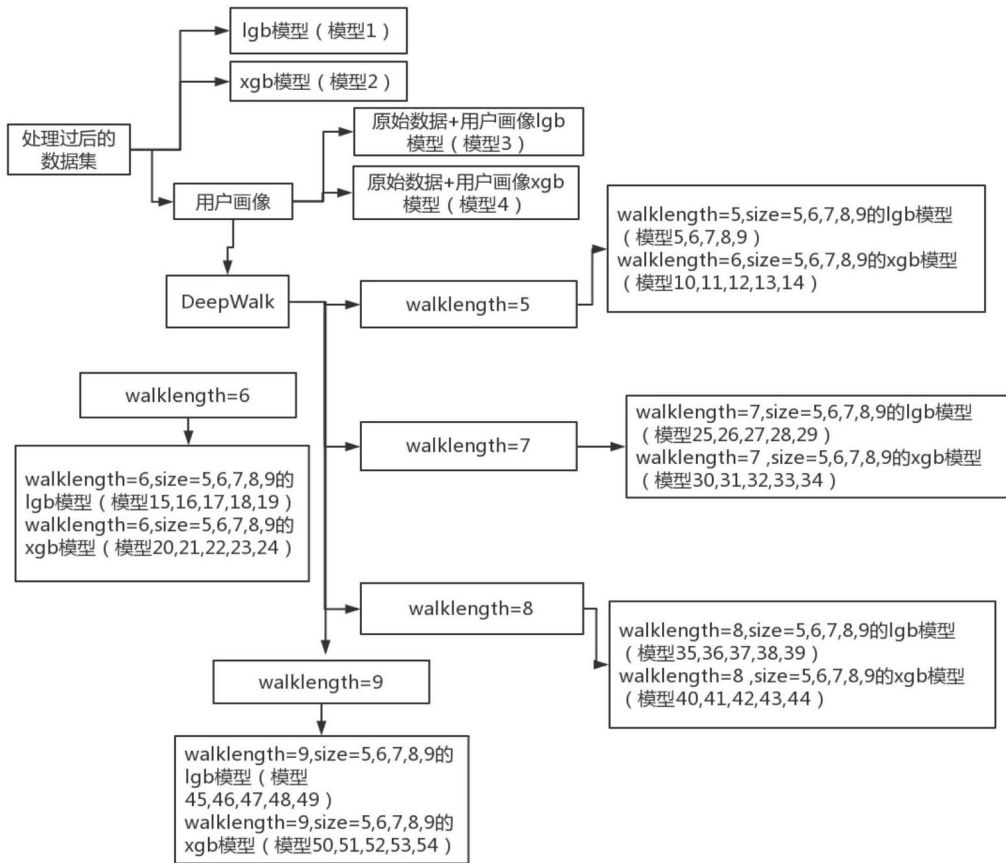 lgb模型（模型1）
xgb模型（模型2）
处理过后的
数据集
原始数据+用户画像lgb
模型（模型3）
用户画像
原始数据+用户画像xgb
模型（模型4）
DeepWalk
walklength=5
walklength=5,size=5,6,7,8,9的lgb模型
（模型5,6,7,8,9）
walklength=6,size=5,6,7,8,9的xgb模型
（模型10,11,12,13,14）
walklength=6
walklength=6,size=5,6,7,8,9的
lgb模型（模型15,16,17,18,19）
walklength=6,size=5,6,7,8,9的
xgb模型（模型20,21,22,23,24）
walklength=7
walklength=7,size=5,6,7,8,9的lgb模型
（模型25,26,27,28,29）
walklength=7 ,size=5,6,7,8,9的xgb模型
（模型30,31,32,33,34）
walklength=8
walklength=8,size=5,6,7,8,9的lgb模型
（模型35,36,37,38,39）
walklength=8 ,size=5,6,7,8,9的xgb模型
（模型40,41,42,43,44）
walklength=9
walklength=9,size=5,6,7,8,9的
lgb模型（模型
45,46,47,48,49）
walklength=9,size=5,6,7,8,9的
xgb模型（模型50,51,52,53,54）